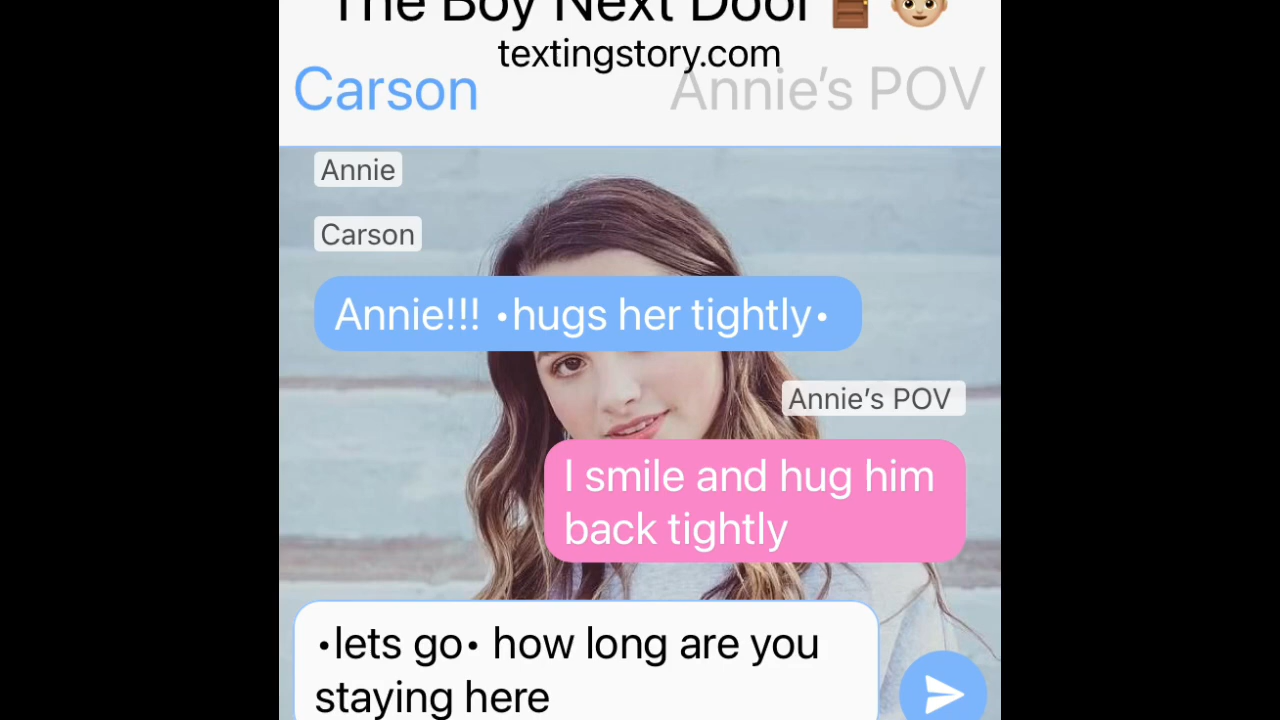 The Boy Next Door
textingstory.com
Carson Annie’s POV
Annie
Carson
Annie!!! •hugs her tightly•
Annie’s POV
I smile and hug him
back tightly
•lets go• how long are you
staying here